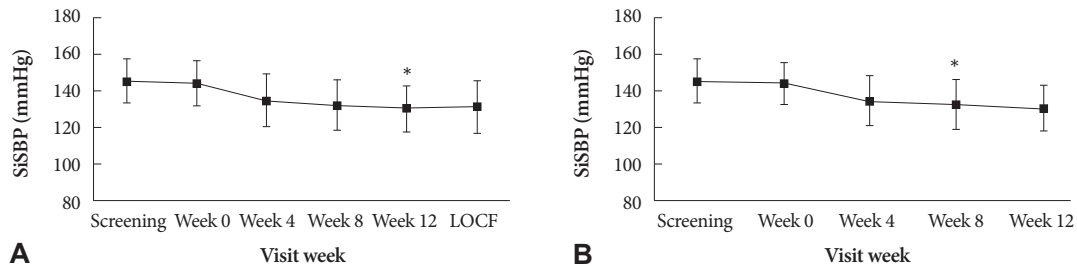 180
160
140
120
100
80
SiSBP (mmHg)
*
Screening Week 0 Week 4 Week 8 Week 12 LOCF
Visit week
A
180
160
140
120
100
80
SiSBP (mmHg)
*
Screening Week 0 Week 4 Week 8 Week 12
Visit week
B